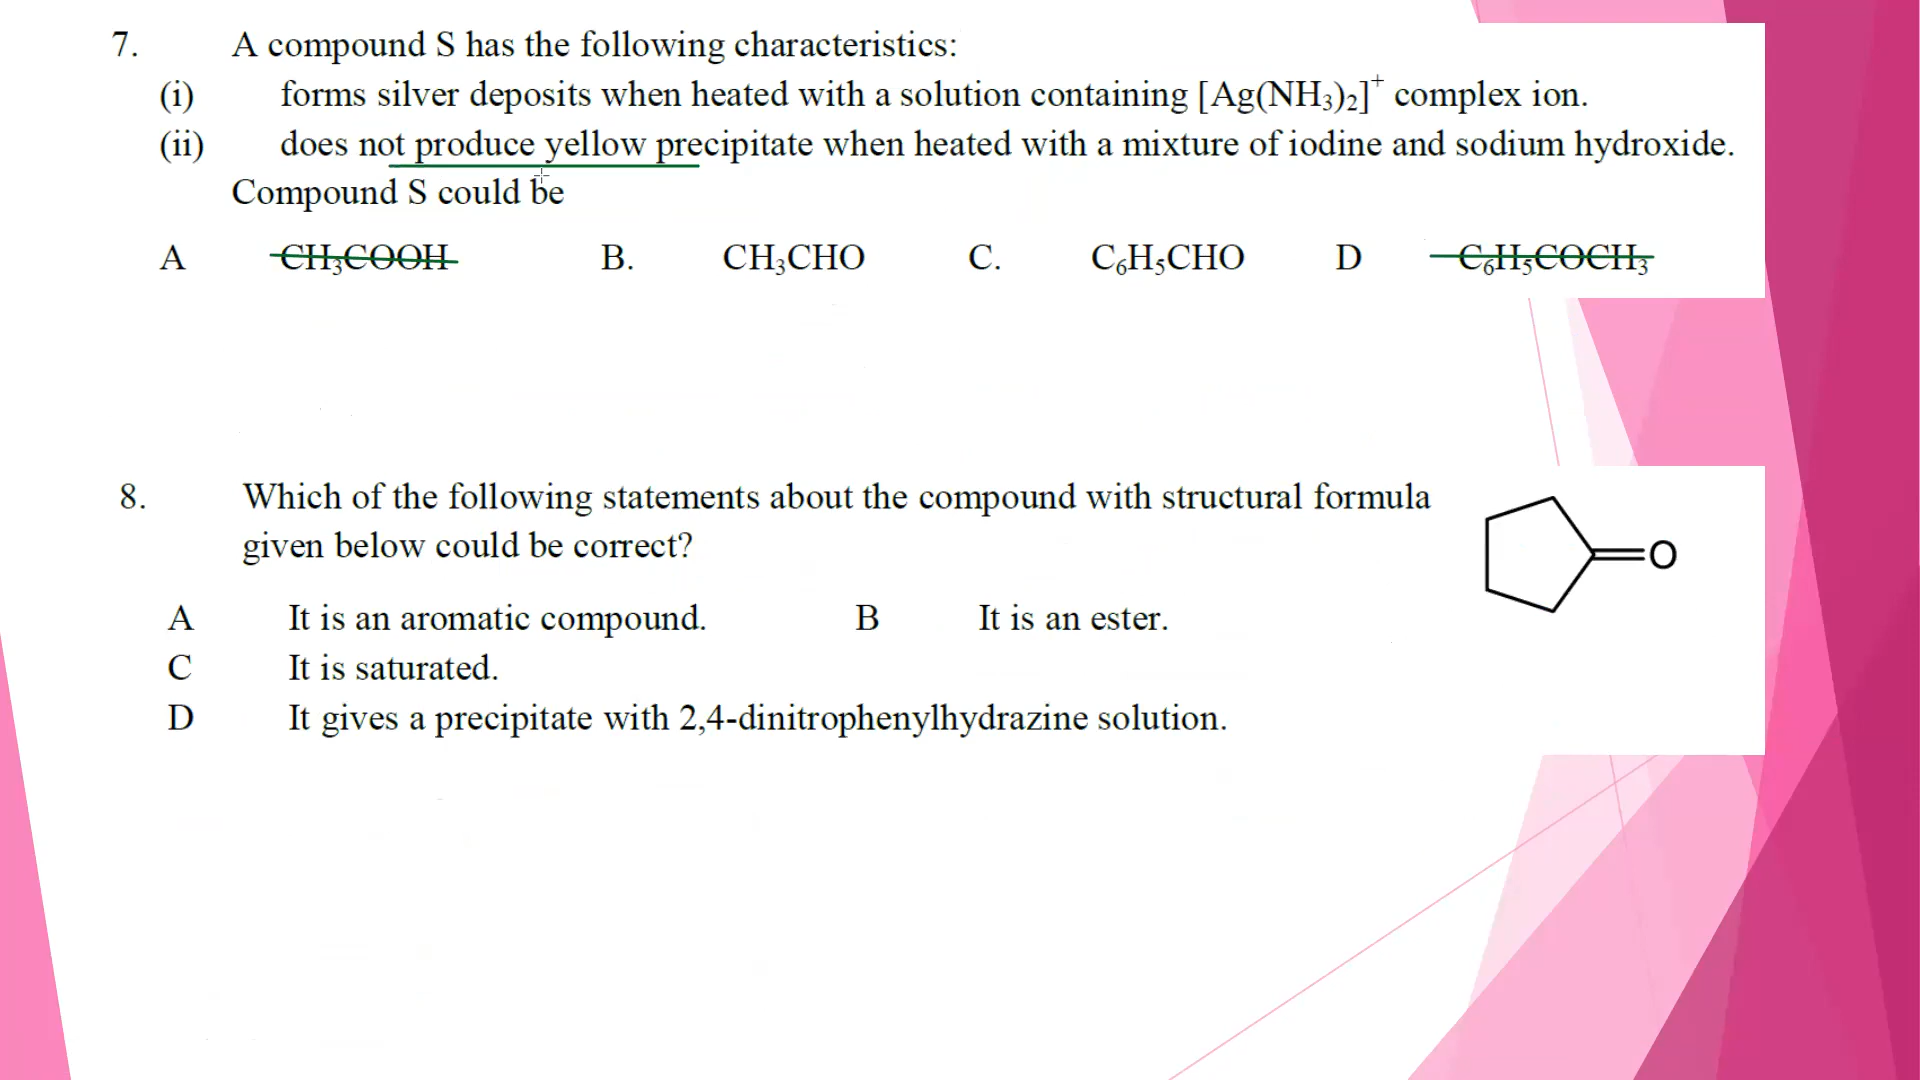 7. A compound S has the following characteristics:
(i) forms silver deposits when heated with a solution containing [Ag(NH₃)₂]⁺ complex ion.
(ii) does not produce yellow precipitate when heated with a mixture of iodine and sodium hydroxide.
Compound S could be
A CH₃COOH B. CH₃CHO C. C₆H₅CHO D C₆H₅COCH₃
8. Which of the following statements about the compound with structural formula
given below could be correct?
O
A It is an aromatic compound. B It is an ester.
C It is saturated.
D It gives a precipitate with 2,4-dinitrophenylhydrazine solution.